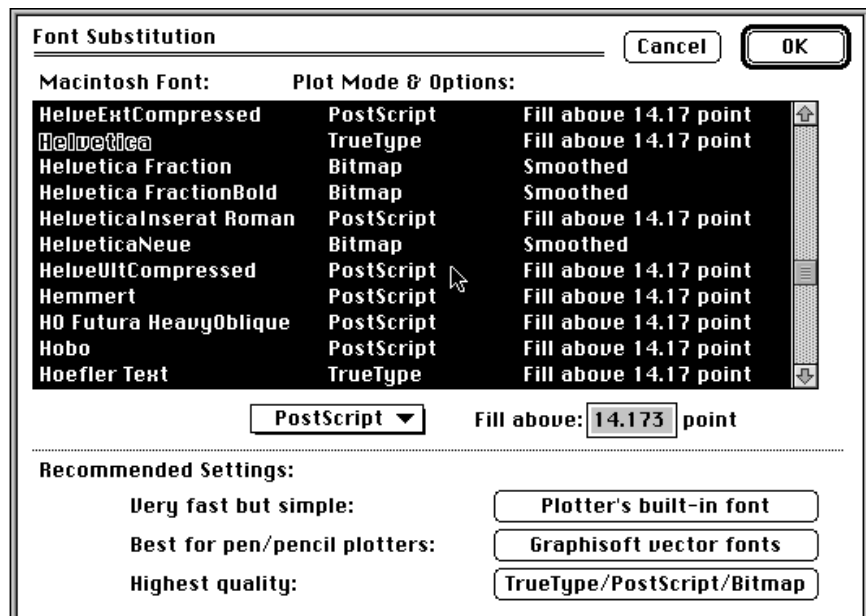 Font Substitution
Cancel
OK
Macintosh Font: Plot Mode & Options:
HelveExtCompressed PostScript Fill above 14.17 point
Helvetica TrueType Fill above 14.17 point
Helvetica Fraction Bitmap Smoothed
Helvetica FractionBold Bitmap Smoothed
HelveticaInserat Roman PostScript Fill above 14.17 point
HelveticaNeue Bitmap Smoothed
HelveUltCompressed PostScript Fill above 14.17 point
Hemmert PostScript Fill above 14.17 point
HO Futura HeavyOblique PostScript Fill above 14.17 point
Hobo PostScript Fill above 14.17 point
Hoefler Text TrueType Fill above 14.17 point
PostScript Fill above: 14.173 point
Recommended Settings:
Very fast but simple: Plotter's built-in font
Best for pen/pencil plotters: Graphisoft vector fonts
Highest quality: TrueType/PostScript/Bitmap